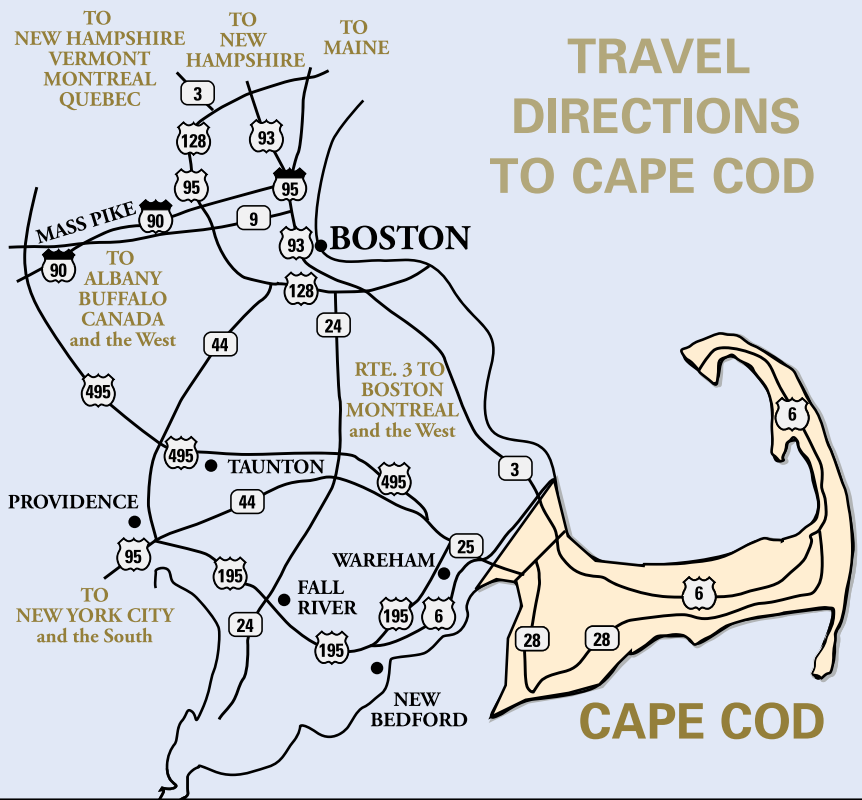 TO
NEW HAMPSHIRE
VERMONT
MONTREAL
QUEBEC
TO
NEW
HAMPSHIRE
TO
MAINE
TRAVEL
DIRECTIONS
TO CAPE COD
3
128
93
95
95
MASS PIKE
90
9
93
BOSTON
90
TO
ALBANY
BUFFALO
CANADA
and the West
128
24
44
RTE. 3 TO
BOSTON
MONTREAL
and the West
495
6
495
TAUNTON
495
3
44
PROVIDENCE
95
25
WAREHAM
195
FALL
RIVER
TO
NEW YORK CITY
and the South
24
195
6
6
195
28
28
NEW
BEDFORD
CAPE COD